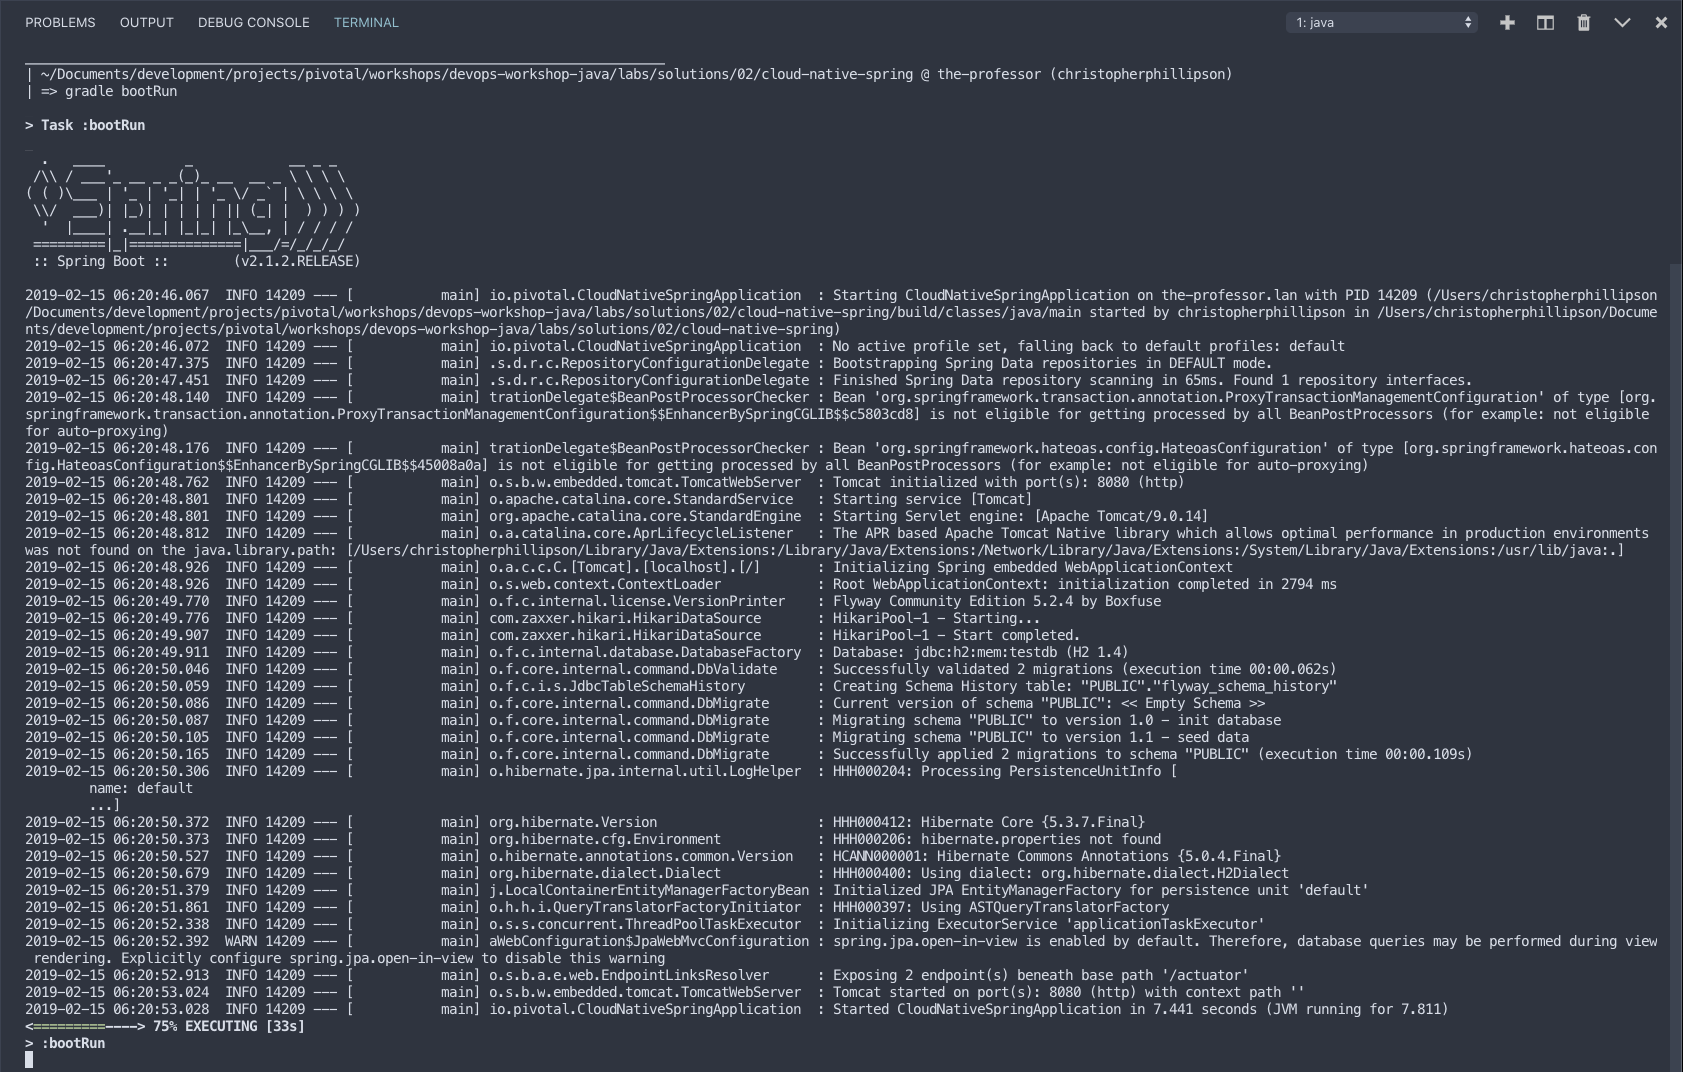 PROBLEMS OUTPUT DEBUG CONSOLE TERMINAL 1: java
| ~/Documents/development/projects/pivotal/workshops/devops-workshop-java/labs/solutions/02/cloud-native-spring @ the-professor (christopherphillipson)
| => gradle bootRun
> Task :bootRun
  .   ____          _            __ _ _
 /\\ / ___'_ __ _ _(_)_ __  __ _ \ \ \ \
( ( )\___ | '_ | '_| | '_ \/ _` | \ \ \ \
 \\/  ___)| |_)| | | | | || (_| |  ) ) ) )
  '  |____| .__|_| |_|_| |_\__, | / / / /
 =========|_|==============|___/=/_/_/_/
 :: Spring Boot ::        (v2.1.2.RELEASE)
2019-02-15 06:20:46.067  INFO 14209 --- [           main] io.pivotal.CloudNativeSpringApplication  : Starting CloudNativeSpringApplication on the-professor.lan with PID 14209 (/Users/christopherphillipson
/Documents/development/projects/pivotal/workshops/devops-workshop-java/labs/solutions/02/cloud-native-spring/build/classes/java/main started by christopherphillipson in /Users/christopherphillipson/Docume
nts/development/projects/pivotal/workshops/devops-workshop-java/labs/solutions/02/cloud-native-spring)
2019-02-15 06:20:46.072  INFO 14209 --- [           main] io.pivotal.CloudNativeSpringApplication  : No active profile set, falling back to default profiles: default
2019-02-15 06:20:47.375  INFO 14209 --- [           main] .s.d.r.c.RepositoryConfigurationDelegate : Bootstrapping Spring Data repositories in DEFAULT mode.
2019-02-15 06:20:47.451  INFO 14209 --- [           main] .s.d.r.c.RepositoryConfigurationDelegate : Finished Spring Data repository scanning in 65ms. Found 1 repository interfaces.
2019-02-15 06:20:48.140  INFO 14209 --- [           main] trationDelegate$BeanPostProcessorChecker : Bean 'org.springframework.transaction.annotation.ProxyTransactionManagementConfiguration' of type [org.
springframework.transaction.annotation.ProxyTransactionManagementConfiguration$$EnhancerBySpringCGLIB$$c5803cd8] is not eligible for getting processed by all BeanPostProcessors (for example: not eligible
for auto-proxying)
2019-02-15 06:20:48.176  INFO 14209 --- [           main] trationDelegate$BeanPostProcessorChecker : Bean 'org.springframework.hateoas.config.HateoasConfiguration' of type [org.springframework.hateoas.con
fig.HateoasConfiguration$$EnhancerBySpringCGLIB$$45008a0a] is not eligible for getting processed by all BeanPostProcessors (for example: not eligible for auto-proxying)
2019-02-15 06:20:48.762  INFO 14209 --- [           main] o.s.b.w.embedded.tomcat.TomcatWebServer  : Tomcat initialized with port(s): 8080 (http)
2019-02-15 06:20:48.801  INFO 14209 --- [           main] o.apache.catalina.core.StandardService   : Starting service [Tomcat]
2019-02-15 06:20:48.801  INFO 14209 --- [           main] org.apache.catalina.core.StandardEngine  : Starting Servlet engine: [Apache Tomcat/9.0.14]
2019-02-15 06:20:48.812  INFO 14209 --- [           main] o.a.catalina.core.AprLifecycleListener   : The APR based Apache Tomcat Native library which allows optimal performance in production environments
was not found on the java.library.path: [/Users/christopherphillipson/Library/Java/Extensions:/Library/Java/Extensions:/Network/Library/Java/Extensions:/System/Library/Java/Extensions:/usr/lib/java:.]
2019-02-15 06:20:48.926  INFO 14209 --- [           main] o.a.c.c.C.[Tomcat].[localhost].[/]       : Initializing Spring embedded WebApplicationContext
2019-02-15 06:20:48.926  INFO 14209 --- [           main] o.s.web.context.ContextLoader            : Root WebApplicationContext: initialization completed in 2794 ms
2019-02-15 06:20:49.770  INFO 14209 --- [           main] o.f.c.internal.license.VersionPrinter    : Flyway Community Edition 5.2.4 by Boxfuse
2019-02-15 06:20:49.776  INFO 14209 --- [           main] com.zaxxer.hikari.HikariDataSource       : HikariPool-1 - Starting...
2019-02-15 06:20:49.907  INFO 14209 --- [           main] com.zaxxer.hikari.HikariDataSource       : HikariPool-1 - Start completed.
2019-02-15 06:20:49.911  INFO 14209 --- [           main] o.f.c.internal.database.DatabaseFactory  : Database: jdbc:h2:mem:testdb (H2 1.4)
2019-02-15 06:20:50.046  INFO 14209 --- [           main] o.f.core.internal.command.DbValidate     : Successfully validated 2 migrations (execution time 00:00.062s)
2019-02-15 06:20:50.059  INFO 14209 --- [           main] o.f.c.i.s.JdbcTableSchemaHistory         : Creating Schema History table: "PUBLIC"."flyway_schema_history"
2019-02-15 06:20:50.086  INFO 14209 --- [           main] o.f.core.internal.command.DbMigrate      : Current version of schema "PUBLIC": << Empty Schema >>
2019-02-15 06:20:50.087  INFO 14209 --- [           main] o.f.core.internal.command.DbMigrate      : Migrating schema "PUBLIC" to version 1.0 - init database
2019-02-15 06:20:50.105  INFO 14209 --- [           main] o.f.core.internal.command.DbMigrate      : Migrating schema "PUBLIC" to version 1.1 - seed data
2019-02-15 06:20:50.165  INFO 14209 --- [           main] o.f.core.internal.command.DbMigrate      : Successfully applied 2 migrations to schema "PUBLIC" (execution time 00:00.109s)
2019-02-15 06:20:50.306  INFO 14209 --- [           main] o.hibernate.jpa.internal.util.LogHelper  : HHH000204: Processing PersistenceUnitInfo [
        name: default
        ...]
2019-02-15 06:20:50.372  INFO 14209 --- [           main] org.hibernate.Version                    : HHH000412: Hibernate Core {5.3.7.Final}
2019-02-15 06:20:50.373  INFO 14209 --- [           main] org.hibernate.cfg.Environment            : HHH000206: hibernate.properties not found
2019-02-15 06:20:50.527  INFO 14209 --- [           main] o.hibernate.annotations.common.Version   : HCANN000001: Hibernate Commons Annotations {5.0.4.Final}
2019-02-15 06:20:50.679  INFO 14209 --- [           main] org.hibernate.dialect.Dialect            : HHH000400: Using dialect: org.hibernate.dialect.H2Dialect
2019-02-15 06:20:51.379  INFO 14209 --- [           main] j.LocalContainerEntityManagerFactoryBean : Initialized JPA EntityManagerFactory for persistence unit 'default'
2019-02-15 06:20:51.861  INFO 14209 --- [           main] o.h.h.i.QueryTranslatorFactoryInitiator  : HHH000397: Using ASTQueryTranslatorFactory
2019-02-15 06:20:52.338  INFO 14209 --- [           main] o.s.s.concurrent.ThreadPoolTaskExecutor  : Initializing ExecutorService 'applicationTaskExecutor'
2019-02-15 06:20:52.392  WARN 14209 --- [           main] aWebConfiguration$JpaWebMvcConfiguration : spring.jpa.open-in-view is enabled by default. Therefore, database queries may be performed during view
 rendering. Explicitly configure spring.jpa.open-in-view to disable this warning
2019-02-15 06:20:52.913  INFO 14209 --- [           main] o.s.b.a.e.web.EndpointLinksResolver      : Exposing 2 endpoint(s) beneath base path '/actuator'
2019-02-15 06:20:53.024  INFO 14209 --- [           main] o.s.b.w.embedded.tomcat.TomcatWebServer  : Tomcat started on port(s): 8080 (http) with context path ''
2019-02-15 06:20:53.028  INFO 14209 --- [           main] io.pivotal.CloudNativeSpringApplication  : Started CloudNativeSpringApplication in 7.441 seconds (JVM running for 7.811)
<=========----> 75% EXECUTING [33s]
> :bootRun